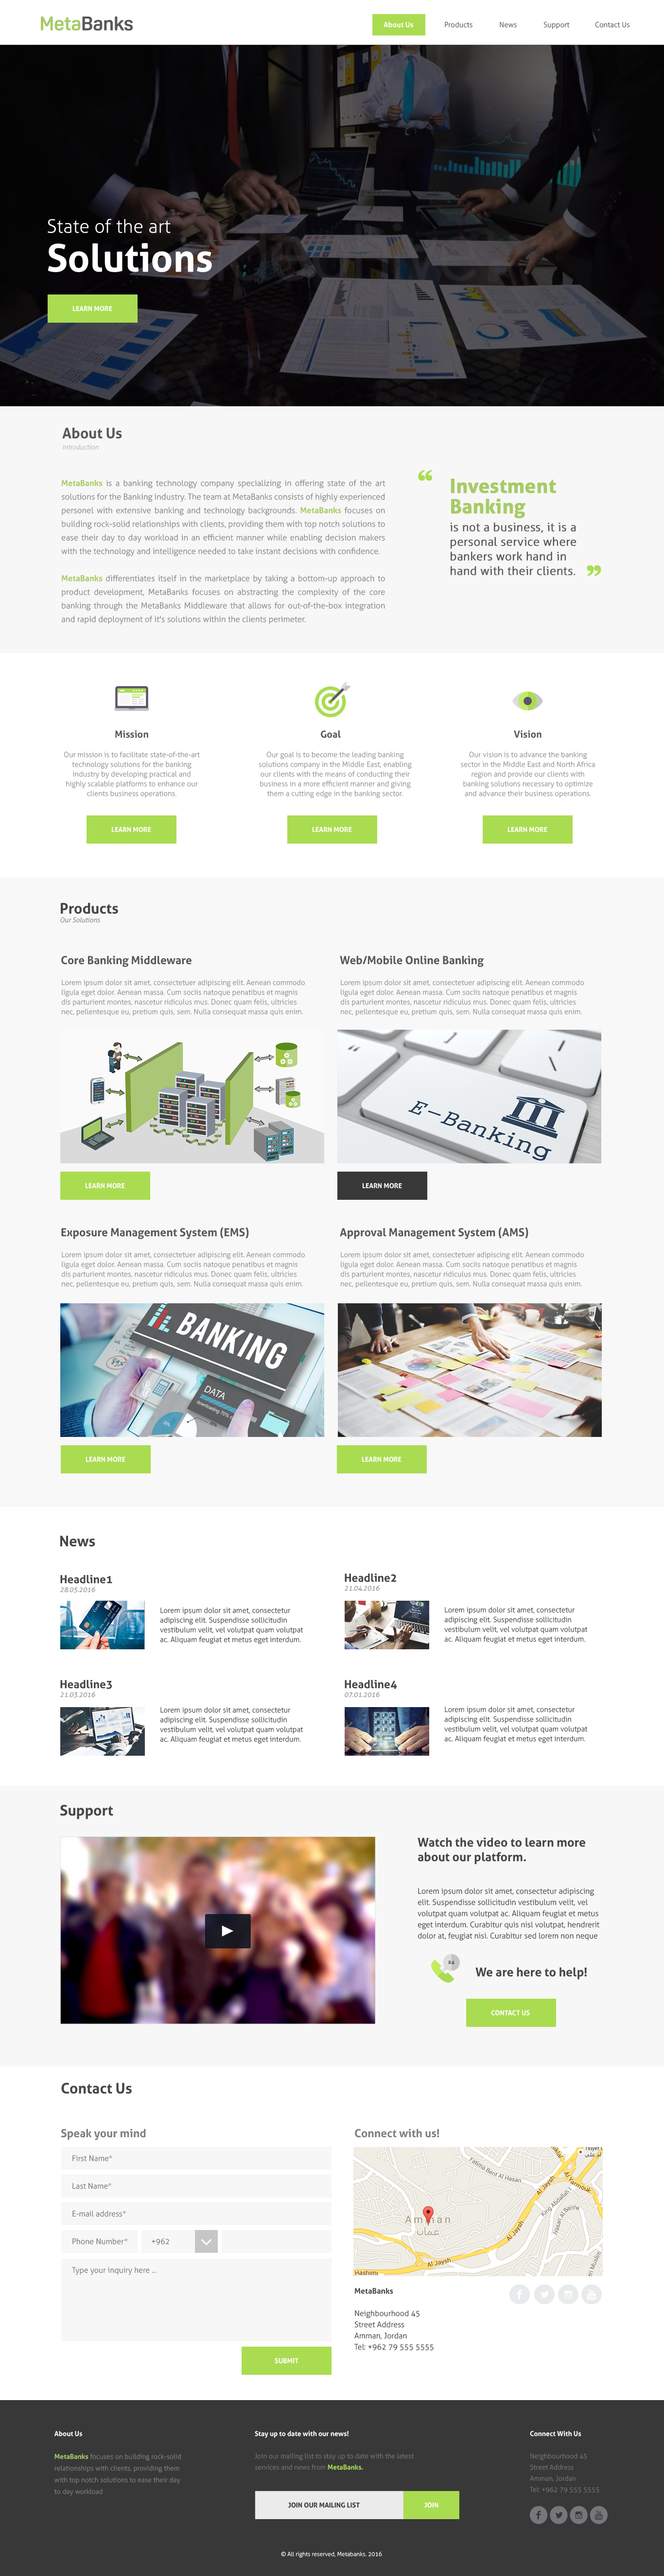 MetaBanks
About Us Products News Support Contact Us
State of the art
Solutions
LEARN MORE
About Us
Introduction
MetaBanks is a banking technology company specializing in offering state of the art
solutions for the Banking industry. The team at MetaBanks consists of highly experienced
personel with extensive banking and technology backgrounds. MetaBanks focuses on
building rock-solid relationships with clients, providing them with top notch solutions to
ease their day to day workload in an efficient manner while enabling decision makers
with the technology and intelligence needed to take instant decisions with confidence.
MetaBanks differentiates itself in the marketplace by taking a bottom-up approach to
product development, MetaBanks focuses on abstracting the complexity of the core
banking through the MetaBanks Middleware that allows for out-of-the-box integration
and rapid deployment of it's solutions within the clients perimeter.
“ Investment
Banking
is not a business, it is a
personal service where
bankers work hand in
hand with their clients. ”
Mission
Our mission is to facilitate state-of-the-art
technology solutions for the banking
industry by developing practical and
highly scalable platforms to enhance our
clients business operations.
LEARN MORE
Goal
Our goal is to become the leading banking
solutions company in the Middle East, enabling
our clients with the means of conducting their
business in a more efficient manner and giving
them a cutting edge in the banking sector.
LEARN MORE
Vision
Our vision is to advance the banking
sector in the Middle East and North Africa
region and provide our clients with
banking solutions necessary to optimize
and advance their business operations.
LEARN MORE
Products
Our Solutions
Core Banking Middleware
Lorem ipsum dolor sit amet, consectetuer adipiscing elit. Aenean commodo
ligula eget dolor. Aenean massa. Cum sociis natoque penatibus et magnis
dis parturient montes, nascetur ridiculus mus. Donec quam felis, ultricies
nec, pellentesque eu, pretium quis, sem. Nulla consequat massa quis enim.
LEARN MORE
Web/Mobile Online Banking
Lorem ipsum dolor sit amet, consectetuer adipiscing elit. Aenean commodo
ligula eget dolor. Aenean massa. Cum sociis natoque penatibus et magnis
dis parturient montes, nascetur ridiculus mus. Donec quam felis, ultricies
nec, pellentesque eu, pretium quis, sem. Nulla consequat massa quis enim.
E-Banking
LEARN MORE
Exposure Management System (EMS)
Lorem ipsum dolor sit amet, consectetuer adipiscing elit. Aenean commodo
ligula eget dolor. Aenean massa. Cum sociis natoque penatibus et magnis
dis parturient montes, nascetur ridiculus mus. Donec quam felis, ultricies
nec, pellentesque eu, pretium quis, sem. Nulla consequat massa quis enim.
BANKING
DATA
LEARN MORE
Approval Management System (AMS)
Lorem ipsum dolor sit amet, consectetuer adipiscing elit. Aenean commodo
ligula eget dolor. Aenean massa. Cum sociis natoque penatibus et magnis
dis parturient montes, nascetur ridiculus mus. Donec quam felis, ultricies
nec, pellentesque eu, pretium quis, sem. Nulla consequat massa quis enim.
LEARN MORE
News
Headline1
28.05.2016
Lorem ipsum dolor sit amet, consectetur
adipiscing elit. Suspendisse sollicitudin
vestibulum velit, vel volutpat quam volutpat
ac. Aliquam feugiat et metus eget interdum.
Headline2
21.04.2016
Lorem ipsum dolor sit amet, consectetur
adipiscing elit. Suspendisse sollicitudin
vestibulum velit, vel volutpat quam volutpat
ac. Aliquam feugiat et metus eget interdum.
Headline3
21.03.2016
Lorem ipsum dolor sit amet, consectetur
adipiscing elit. Suspendisse sollicitudin
vestibulum velit, vel volutpat quam volutpat
ac. Aliquam feugiat et metus eget interdum.
Headline4
07.01.2016
Lorem ipsum dolor sit amet, consectetur
adipiscing elit. Suspendisse sollicitudin
vestibulum velit, vel volutpat quam volutpat
ac. Aliquam feugiat et metus eget interdum.
Support
Watch the video to learn more
about our platform.
Lorem ipsum dolor sit amet, consectetur adipiscing
elit. Suspendisse sollicitudin vestibulum velit, vel
volutpat quam volutpat ac. Aliquam feugiat et metus
eget interdum. Curabitur quis nisl volutpat, hendrerit
dolor at, feugiat nisi. Curabitur sed lorem non neque
We are here to help!
CONTACT US
Contact Us
Speak your mind
First Name*
Last Name*
E-mail address*
Phone Number* +962
Type your inquiry here ...
SUBMIT
Connect with us!
Fatima Bent Al Hasan
Al Yarmouk
King Abdullah I
Al Jaysh
Amman
عمان
Al Jaysh
Al Jaysh
Hashimi
MetaBanks
Neighbourhood 45
Street Address
Amman, Jordan
Tel: +962 79 555 5555
About Us
MetaBanks focuses on building rock-solid
relationships with clients, providing them
with top notch solutions to ease their day
to day workload
Stay up to date with our news!
Join our mailing list to stay up to date with the latest
services and news from MetaBanks.
JOIN OUR MAILING LIST JOIN
Connect With Us
Neighbourhood 45
Street Address
Amman, Jordan
Tel: +962 79 555 5555
© All rights reserved, Metabanks. 2016